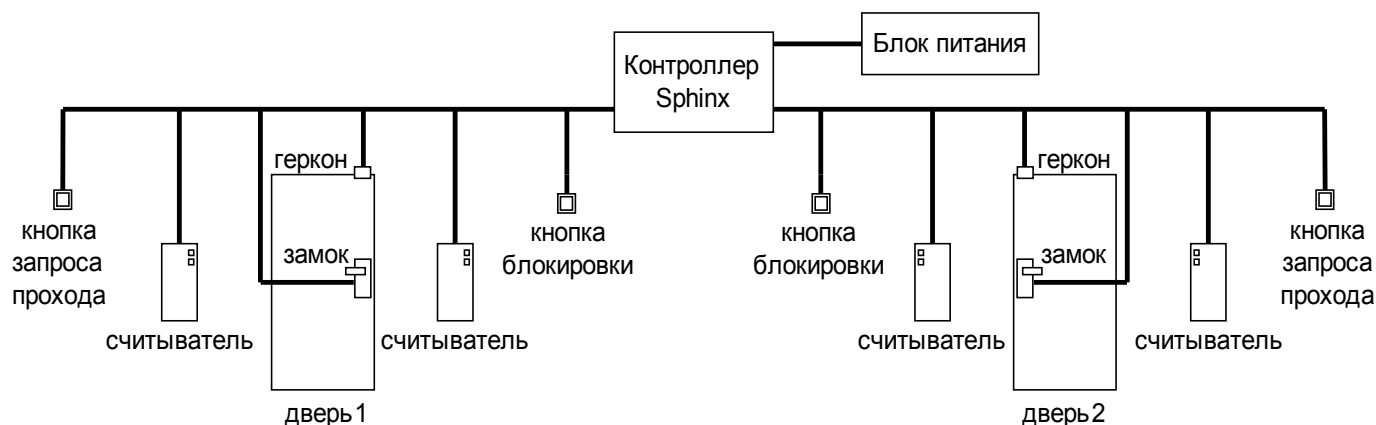 Блок питания
Контроллер
Sphinx
геркон
геркон
кнопка
запроса
прохода
замок
кнопка
блокировки
кнопка
блокировки
замок
кнопка
запроса
прохода
считыватель
считыватель
считыватель
считыватель
дверь1
дверь2